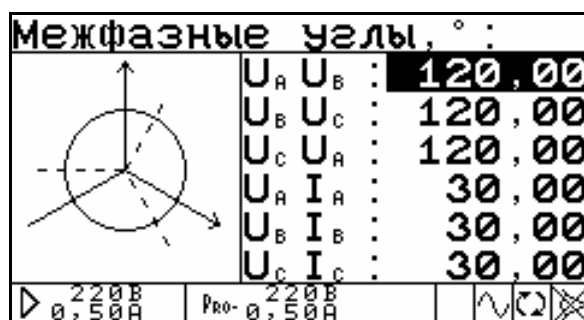 Межфазные углы, ° :
UA UB : 120,00
UB UC : 120,00
UC UA : 120,00
UA IA : 30,00
UB IB : 30,00
UC IC : 30,00
220В
0,50А
PRO- 220В
0,50А